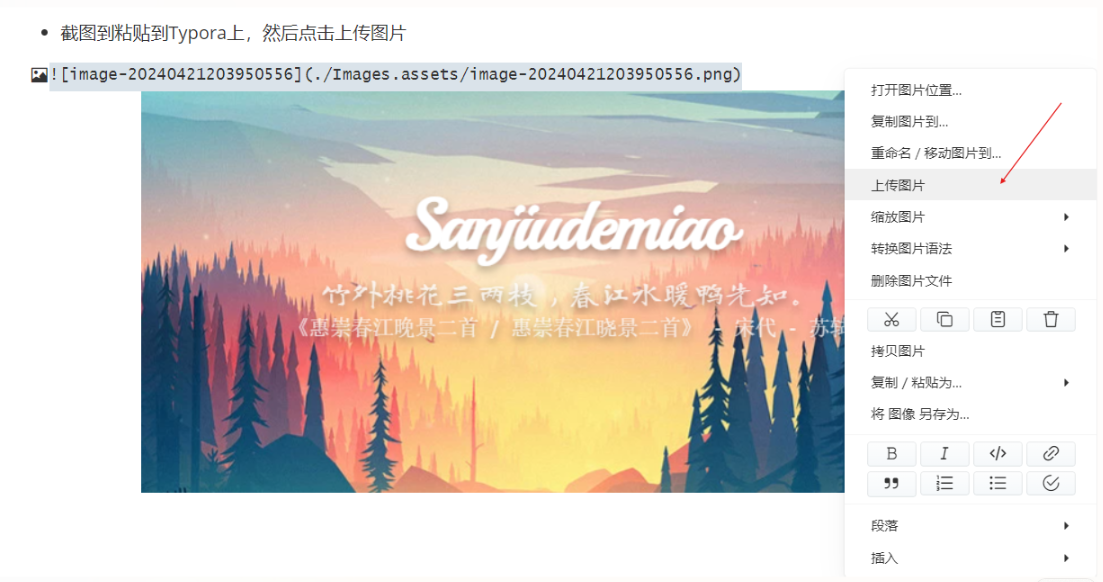 截图到粘贴到Typora上，然后点击上传图片
![image-20240421203950556](./Images.assets/image-20240421203950556.png)
Sanjiudemiao
竹外桃花三两枝，春江水暖鸭先知。
《惠崇春江晚景二首 / 惠崇春江晓景二首》 - 宋代 - 苏轼
打开图片位置...
复制图片到...
重命名 / 移动图片到...
上传图片
缩放图片
转换图片语法
删除图片文件
拷贝图片
复制 / 粘贴为...
将 图像 另存为...
B
I
</>
段落
插入